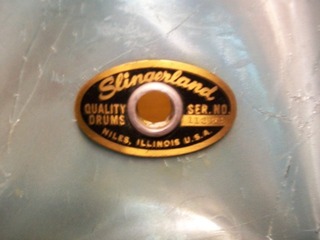 Slingerland
QUALITY SER. NO.
DRUMS
NILES, ILLINOIS U.S.A.